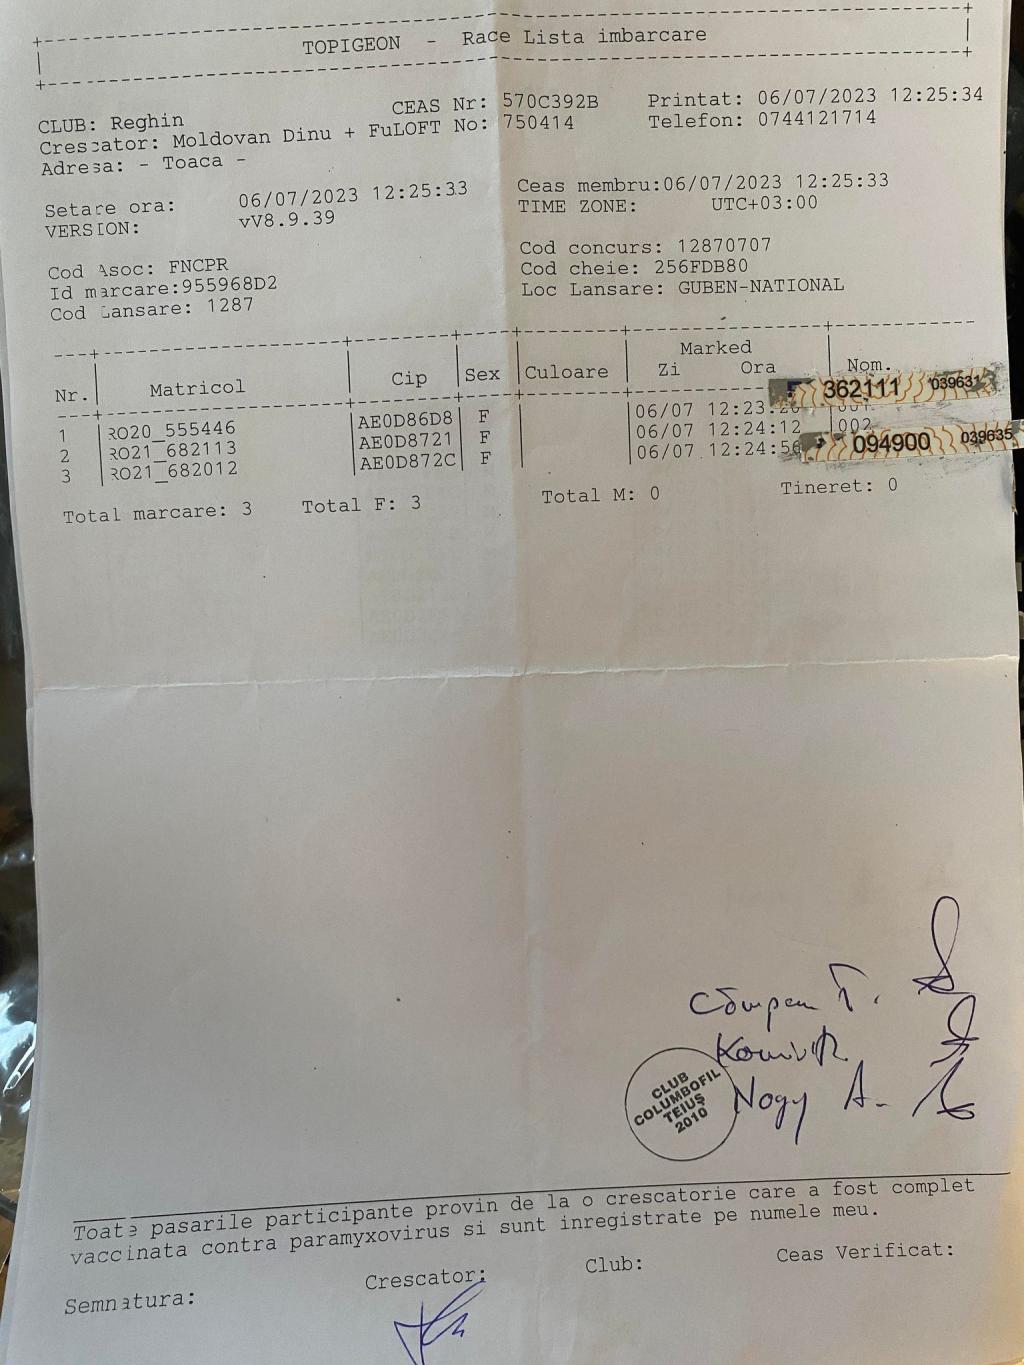 TOPIGEON - Race Lista imbarcare
CLUB: Reghin CEAS Nr: 570C392B Printat: 06/07/2023 12:25:34
Crescator: Moldovan Dinu + FuLOFT No: 750414 Telefon: 0744121714
Adresa: - Toaca -
Setare ora: 06/07/2023 12:25:33 Ceas membru:06/07/2023 12:25:33
VERSION: vV8.9.39 TIME ZONE: UTC+03:00
Cod Asoc: FNCPR Cod concurs: 12870707
Id marcare:955968D2 Cod cheie: 256FDB80
Cod Lansare: 1287 Loc Lansare: GUBEN-NATIONAL
Marked
Nr. Matricol Cip Sex Culoare Zi Ora Nom.
362111 039631
1 RO20_555446 AE0D86D8 F 06/07 12:23:26 001
2 RO21_682113 AE0D8721 F 06/07 12:24:12 002
3 RO21_682012 AE0D872C F 06/07 12:24:56
094900 039635
Total marcare: 3 Total F: 3 Total M: 0 Tineret: 0
T.
Nogy A.
CLUB
COLUMBOFIL
TEIUȘ
2010
Toate pasarile participante provin de la o crescatorie care a fost complet
vaccinata contra paramyxovirus si sunt inregistrate pe numele meu.
Semnatura: Crescator: Club: Ceas Verificat: